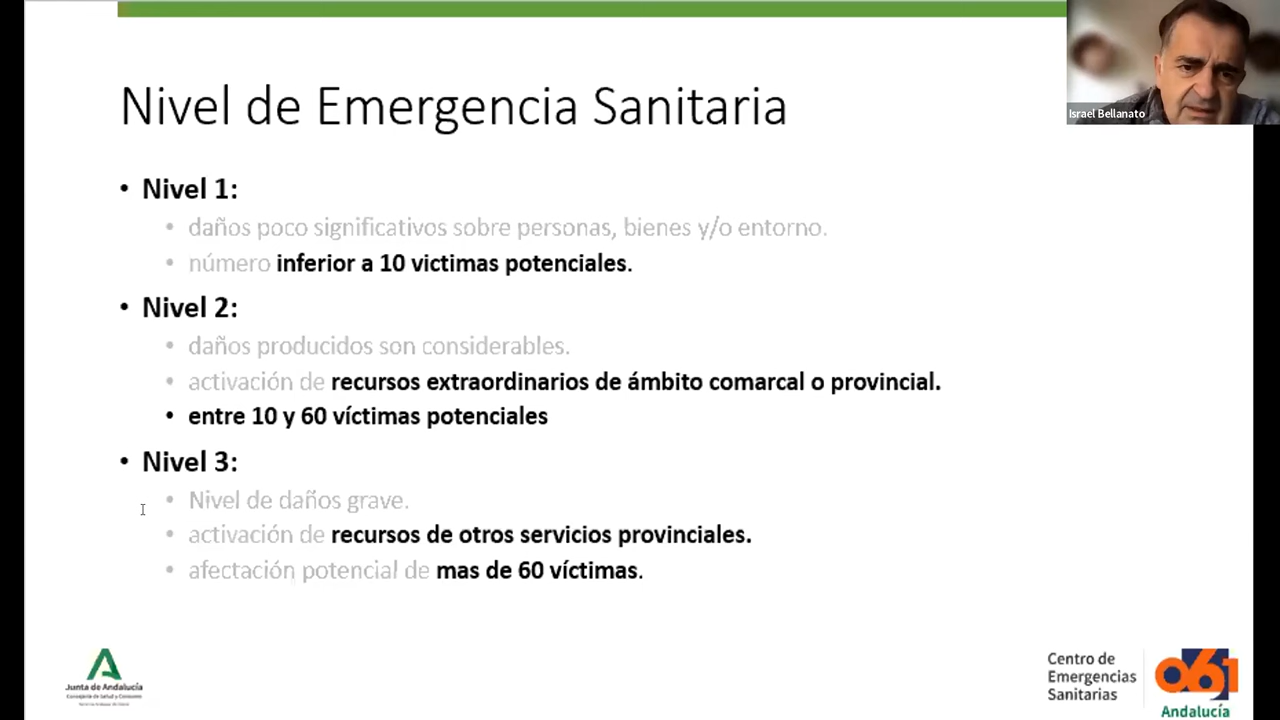 Israel Bellanato
Nivel de Emergencia Sanitaria
• Nivel 1:
• daños poco significativos sobre personas, bienes y/o entorno.
• número inferior a 10 victimas potenciales.
• Nivel 2:
• daños producidos son considerables.
• activación de recursos extraordinarios de ámbito comarcal o provincial.
• entre 10 y 60 víctimas potenciales
• Nivel 3:
• Nivel de daños grave.
• activación de recursos de otros servicios provinciales.
• afectación potencial de mas de 60 víctimas.
Junta de Andalucía
Consejería de Salud y Consumo
Centro de
Emergencias
Sanitarias
061
Andalucía